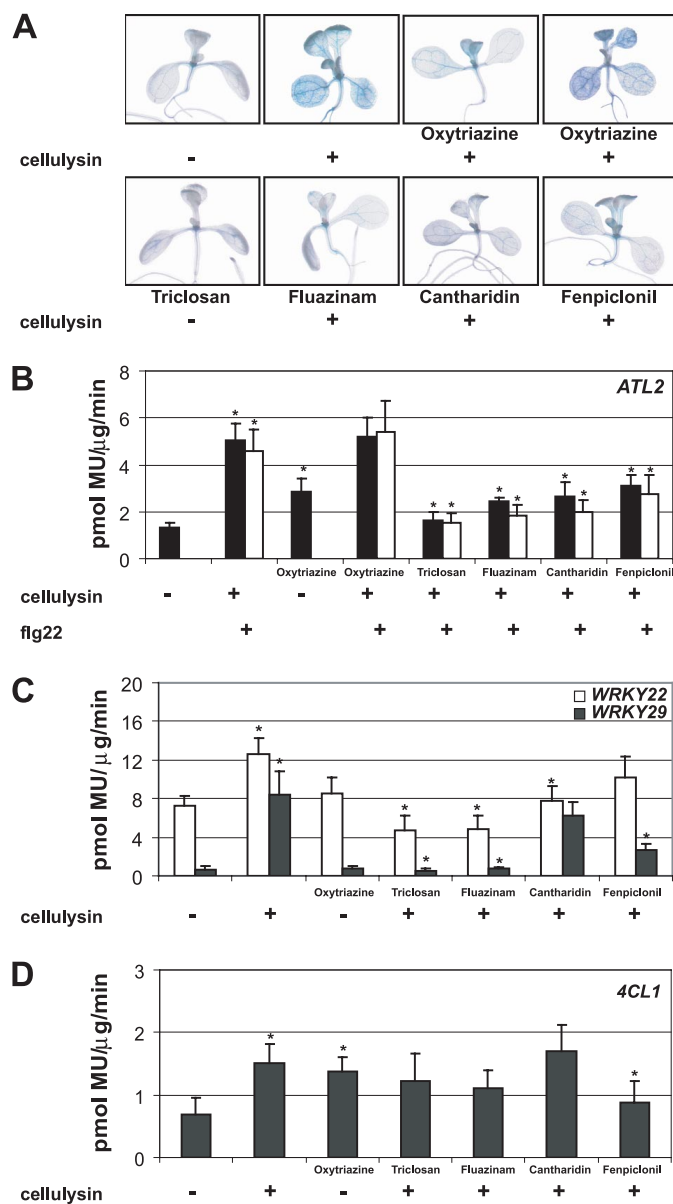 A
Oxytriazine Oxytriazine
cellulysin - + + +
Triclosan Fluazinam Cantharidin Fenpiclonil
cellulysin - + + +
B
pmol MU/μg/min
8
6
4
2
0
ATL2
* * * * * * * * * * *
Oxytriazine Oxytriazine Triclosan Fluazinam Cantharidin Fenpiclonil
cellulysin - + - + + + + +
flg22 + + + + + +
C
pmol MU/μg/min
20
16
12
8
4
0
WRKY22
WRKY29
* * * * * * * *
Oxytriazine Triclosan Fluazinam Cantharidin Fenpiclonil
cellulysin - + - + + + +
D
pmol MU/μg/min
3
2
1
0
4CL1
* * *
Oxytriazine Triclosan Fluazinam Cantharidin Fenpiclonil
cellulysin - + - + + + +